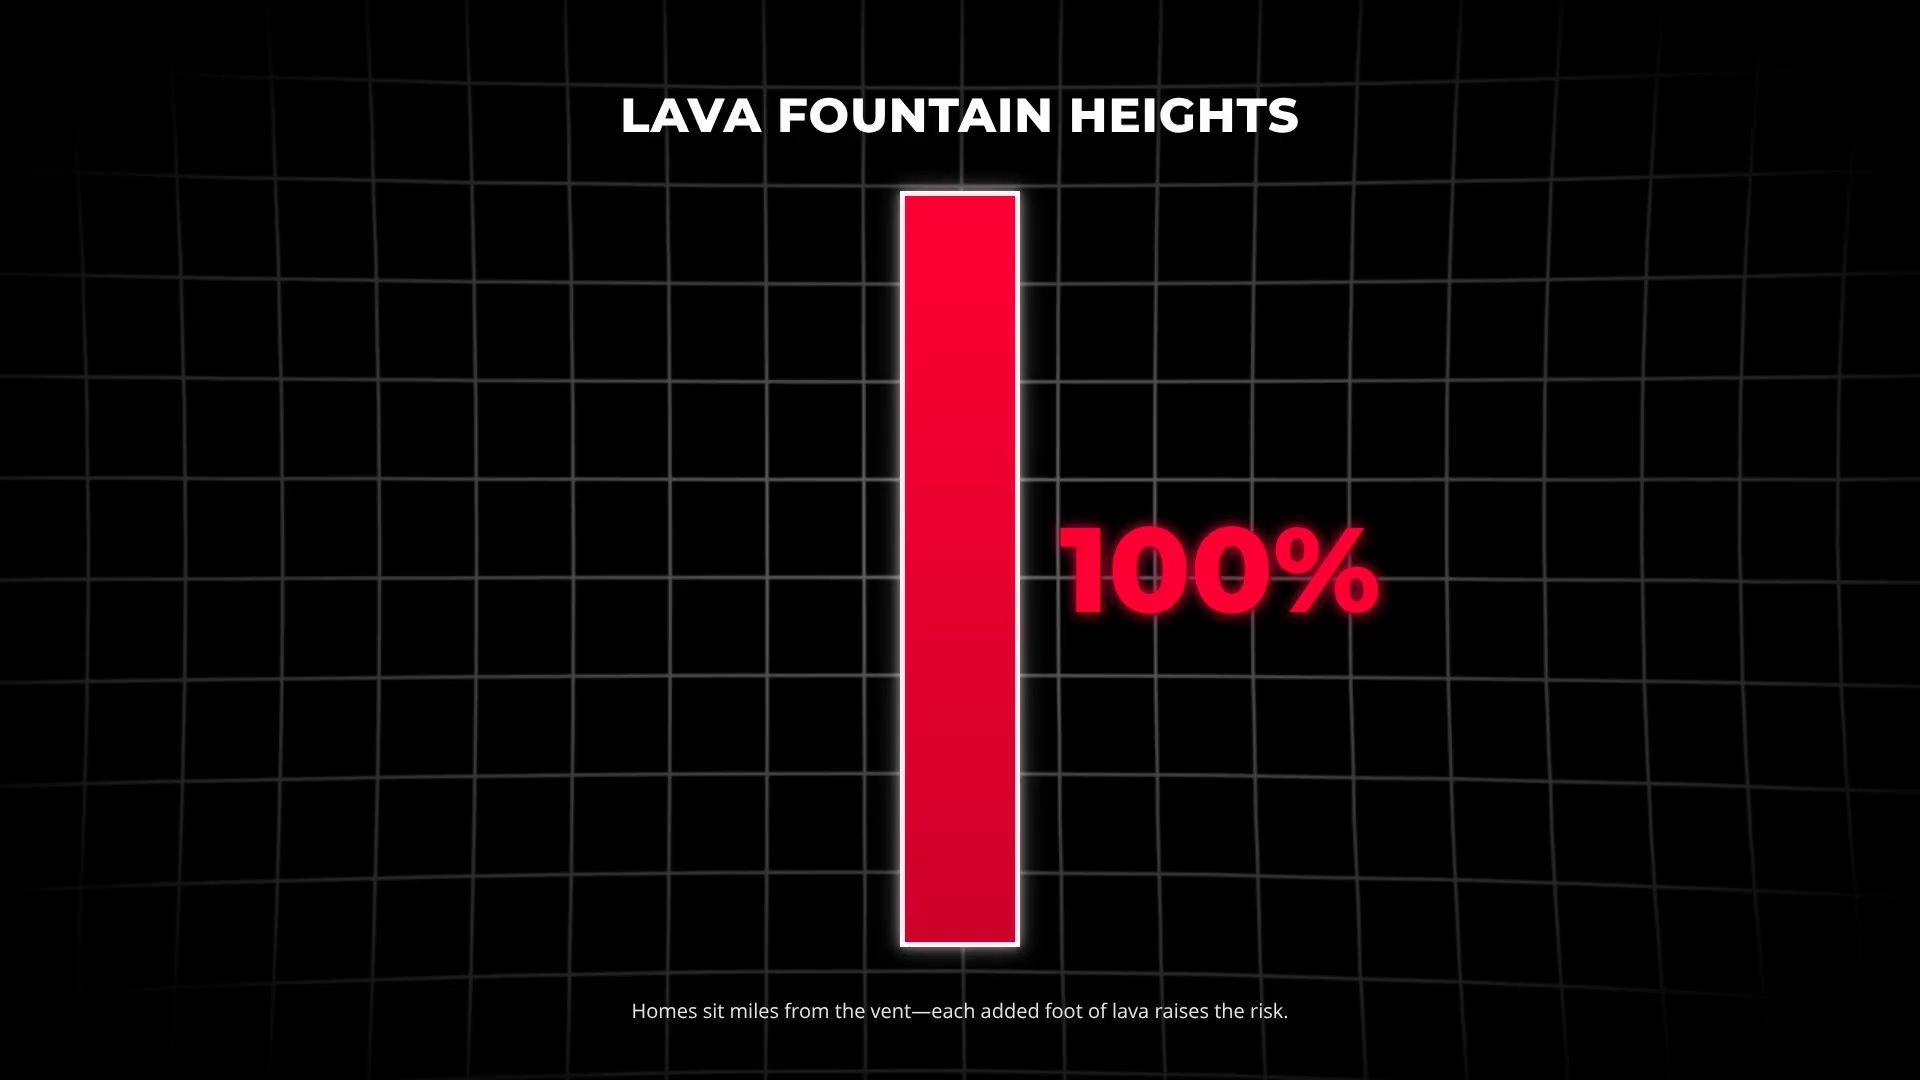 LAVA FOUNTAIN HEIGHTS
100%
Homes sit miles from the vent—each added foot of lava raises the risk.